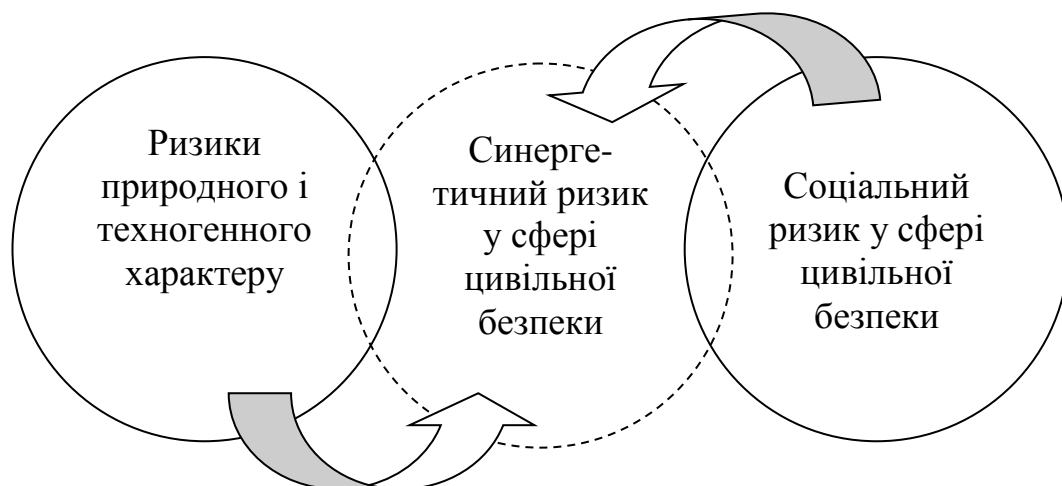 Ризики
природного і
техногенного
характеру
Синерге-
тичний ризик
у сфері
цивільної
безпеки
Соціальний
ризик у сфері
цивільної
безпеки